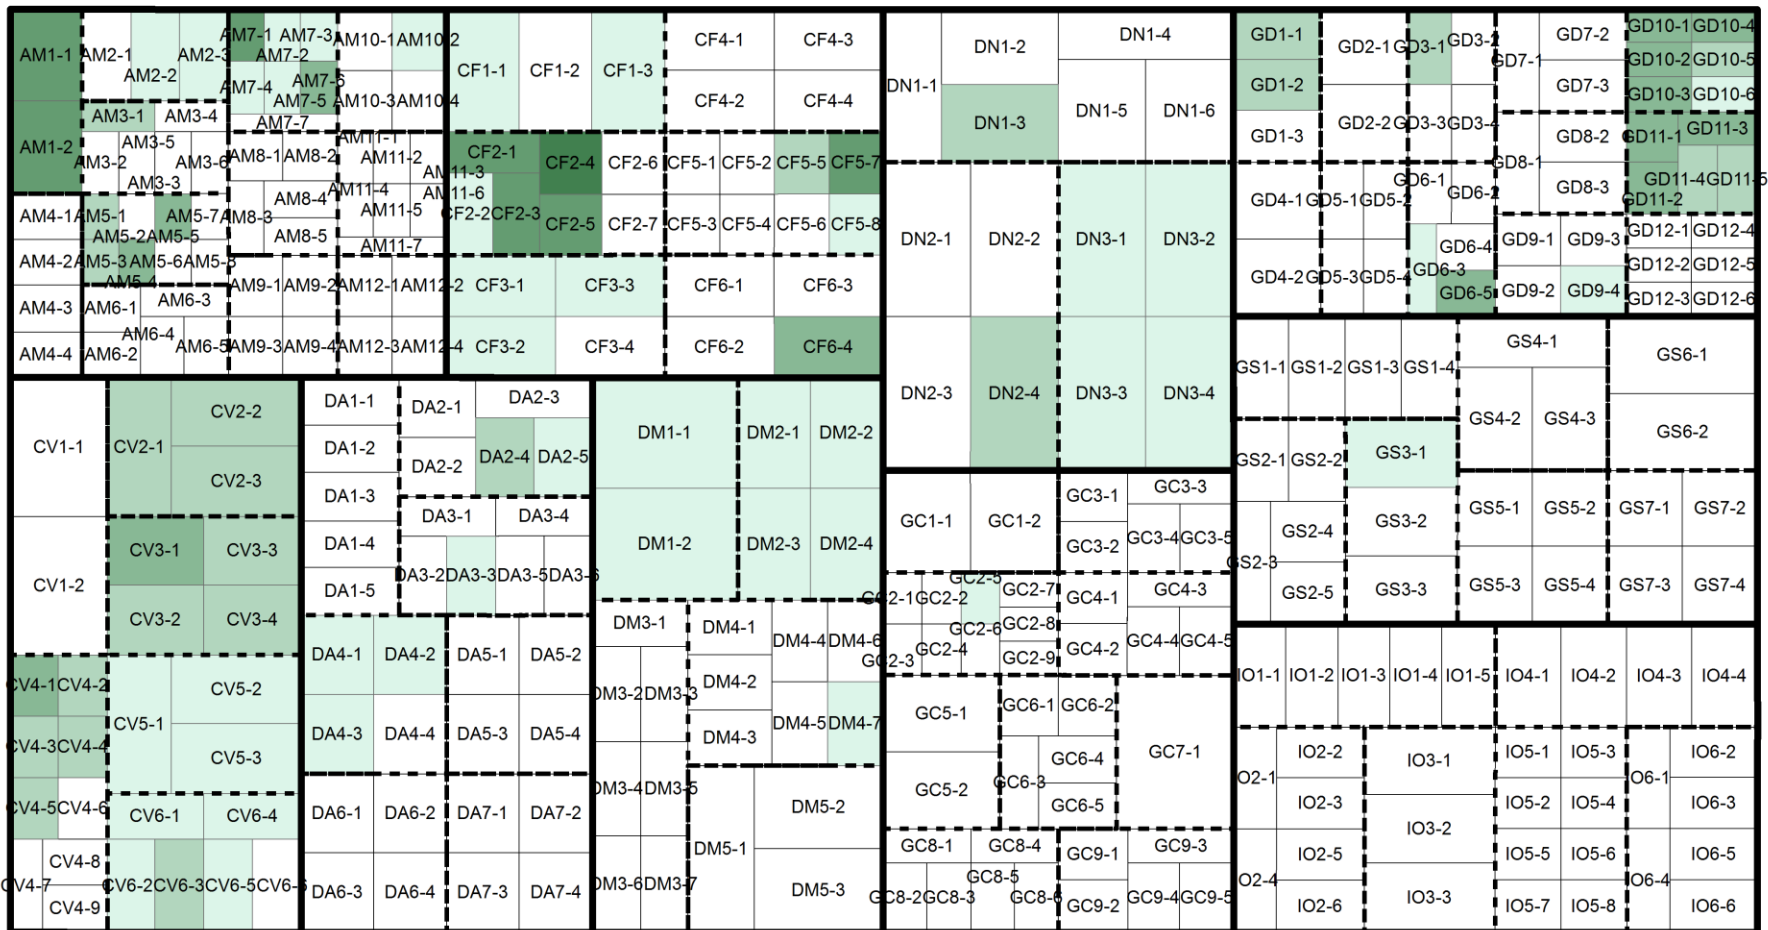 AM1-1
AM1-2
AM2-1
AM2-2
AM2-3
AM3-1
AM3-4
AM3-5
AM3-2
AM3-3
AM3-6
AM4-1
AM4-2
AM4-3
AM4-4
AM5-1
AM5-2
AM5-5
AM5-7
AM5-3
AM5-4
AM5-6
AM5-8
AM6-1
AM6-3
AM6-4
AM6-2
AM6-5
AM7-1
AM7-2
AM7-3
AM7-4
AM7-5
AM7-6
AM7-7
AM8-1
AM8-2
AM8-3
AM8-4
AM8-5
AM9-1
AM9-2
AM9-3
AM9-4
AM10-1
AM10-2
AM10-3
AM10-4
AM11-1
AM11-2
AM11-3
AM11-4
AM11-5
AM11-6
AM11-7
AM12-1
AM12-2
AM12-3
AM12-4
CF1-1
CF1-2
CF1-3
CF2-1
CF2-2
CF2-3
CF2-4
CF2-5
CF2-6
CF2-7
CF3-1
CF3-3
CF3-2
CF3-4
CF4-1
CF4-3
CF4-2
CF4-4
CF5-1
CF5-2
CF5-5
CF5-7
CF5-3
CF5-4
CF5-6
CF5-8
CF6-1
CF6-3
CF6-2
CF6-4
DN1-1
DN1-2
DN1-3
DN1-4
DN1-5
DN1-6
DN2-1
DN2-2
DN2-3
DN2-4
DN3-1
DN3-2
DN3-3
DN3-4
GD1-1
GD1-2
GD1-3
GD2-1
GD2-2
GD3-1
GD3-2
GD3-3
GD3-4
GD4-1
GD4-2
GD5-1
GD5-2
GD5-3
GD5-4
GD6-1
GD6-2
GD6-3
GD6-4
GD6-5
GD7-1
GD7-2
GD7-3
GD8-1
GD8-2
GD8-3
GD9-1
GD9-3
GD9-2
GD9-4
GD10-1
GD10-4
GD10-2
GD10-5
GD10-3
GD10-6
GD11-1
GD11-3
GD11-4
GD11-5
GD11-2
GD12-1
GD12-4
GD12-2
GD12-5
GD12-3
GD12-6
CV1-1
CV1-2
CV2-1
CV2-2
CV2-3
CV3-1
CV3-3
CV3-2
CV3-4
CV4-1
CV4-2
CV4-3
CV4-4
CV4-5
CV4-6
CV4-7
CV4-8
CV4-9
CV5-1
CV5-2
CV5-3
CV6-1
CV6-4
CV6-2
CV6-3
CV6-5
CV6-6
DA1-1
DA1-2
DA1-3
DA1-4
DA1-5
DA2-1
DA2-3
DA2-2
DA2-4
DA2-5
DA3-1
DA3-4
DA3-2
DA3-3
DA3-5
DA3-6
DA4-1
DA4-2
DA4-3
DA4-4
DA5-1
DA5-2
DA5-3
DA5-4
DA6-1
DA6-2
DA6-3
DA6-4
DA7-1
DA7-2
DA7-3
DA7-4
DM1-1
DM1-2
DM2-1
DM2-2
DM2-3
DM2-4
DM3-1
DM3-2
DM3-3
DM3-4
DM3-5
DM3-6
DM3-7
DM4-1
DM4-2
DM4-3
DM4-4
DM4-6
DM4-5
DM4-7
DM5-1
DM5-2
DM5-3
GC1-1
GC1-2
GC2-1
GC2-2
GC2-5
GC2-7
GC2-3
GC2-4
GC2-6
GC2-8
GC2-9
GC3-1
GC3-3
GC3-2
GC3-4
GC3-5
GC4-1
GC4-3
GC4-2
GC4-4
GC4-5
GC5-1
GC5-2
GC6-1
GC6-2
GC6-3
GC6-4
GC6-5
GC7-1
GC8-1
GC8-4
GC8-2
GC8-3
GC8-5
GC8-6
GC9-1
GC9-3
GC9-2
GC9-4
GC9-5
GS1-1
GS1-2
GS1-3
GS1-4
GS2-1
GS2-2
GS2-3
GS2-4
GS2-5
GS3-1
GS3-2
GS3-3
GS4-1
GS4-2
GS4-3
GS5-1
GS5-2
GS5-3
GS5-4
GS6-1
GS6-2
GS7-1
GS7-2
GS7-3
GS7-4
IO1-1
IO1-2
IO1-3
IO1-4
IO1-5
IO2-1
IO2-2
IO2-3
IO2-4
IO2-5
IO2-6
IO3-1
IO3-2
IO3-3
IO4-1
IO4-2
IO4-3
IO4-4
IO5-1
IO5-3
IO5-2
IO5-4
IO5-5
IO5-6
IO5-7
IO5-8
IO6-1
IO6-2
IO6-3
IO6-4
IO6-5
IO6-6